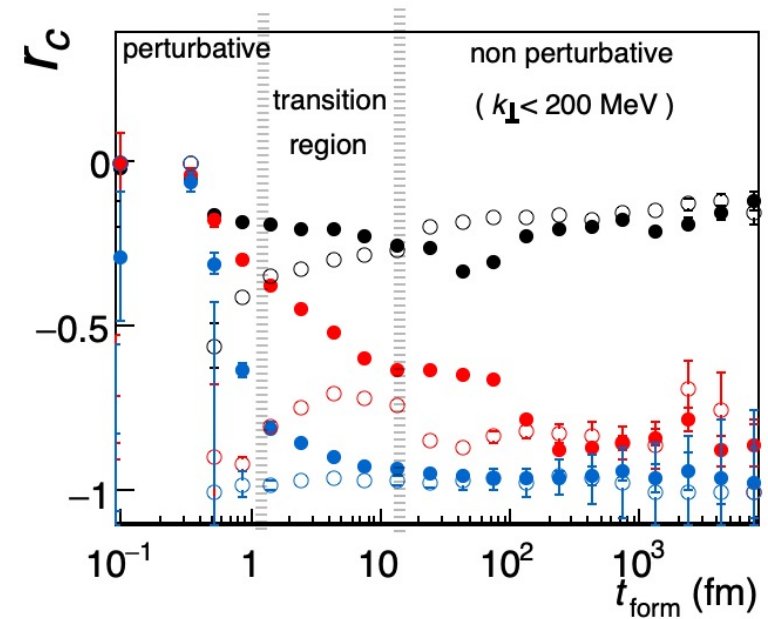 r_c
perturbative
non perturbative
transition
region
( k⊥< 200 MeV )
0
−0.5
−1
10⁻¹ 1 10 10² 10³
t_form (fm)